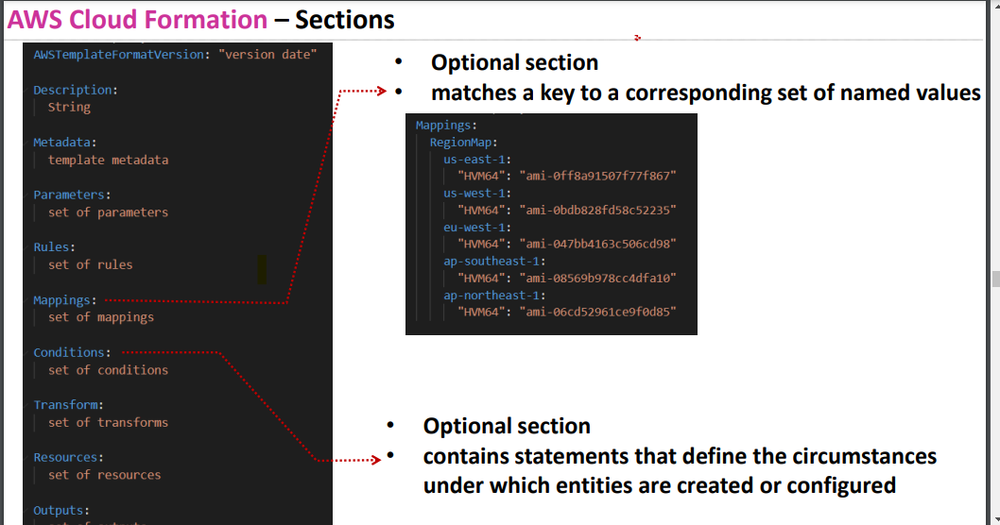 AWS Cloud Formation – Sections
AWSTemplateFormatVersion: "version date"
Description:
String
Metadata:
template metadata
Parameters:
set of parameters
Rules:
set of rules
Mappings:
set of mappings
Conditions:
set of conditions
Transform:
set of transforms
Resources:
set of resources
Outputs:
• Optional section
• matches a key to a corresponding set of named values
Mappings:
RegionMap:
us-east-1:
"HVM64": "ami-0ff8a91507f77f867"
us-west-1:
"HVM64": "ami-0bdb828fd58c52235"
eu-west-1:
"HVM64": "ami-047bb4163c506cd98"
ap-southeast-1:
"HVM64": "ami-08569b978cc4dfa10"
ap-northeast-1:
"HVM64": "ami-06cd52961ce9f0d85"
• Optional section
• contains statements that define the circumstances
under which entities are created or configured